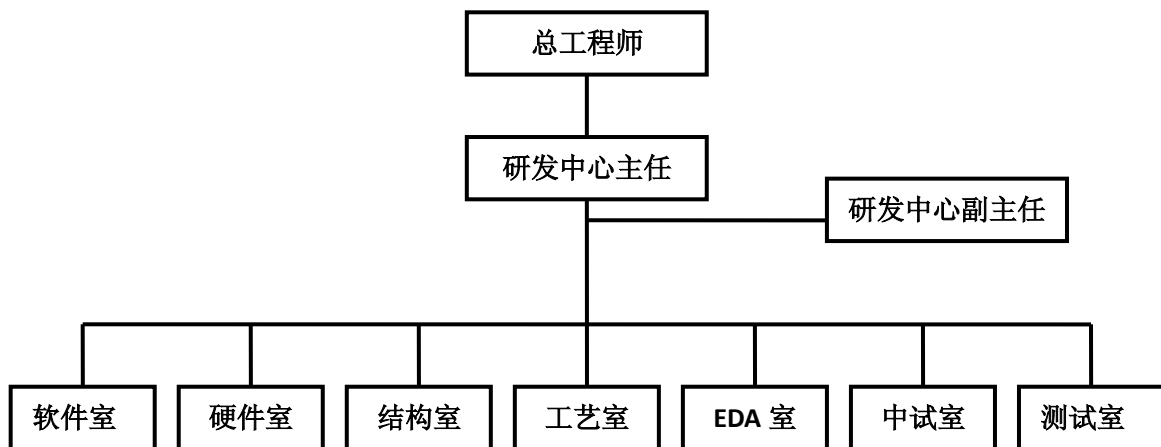 总工程师
研发中心主任
研发中心副主任
软件室
硬件室
结构室
工艺室
EDA 室
中试室
测试室